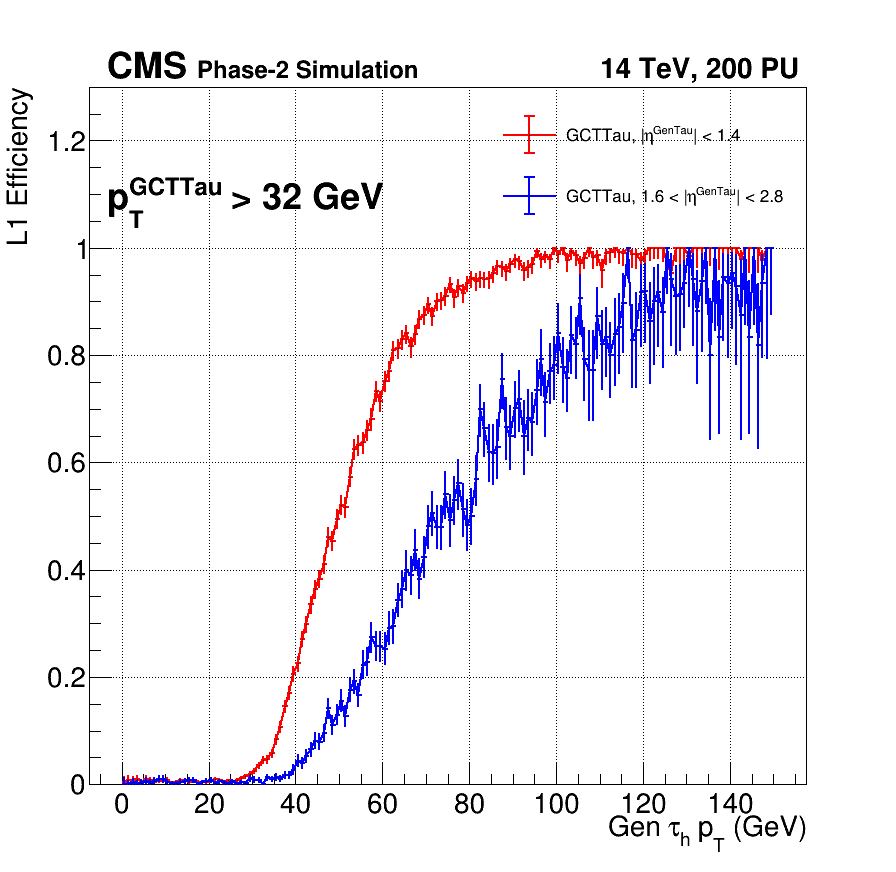 CMS Phase-2 Simulation 14 TeV, 200 PU
L1 Efficiency
GCTTau, |η^GenTau| < 1.4
GCTTau, 1.6 < |η^GenTau| < 2.8
p_T^GCTTau > 32 GeV
1.2
1
0.8
0.6
0.4
0.2
0
0 20 40 60 80 100 120 140
Gen τ_h p_T (GeV)